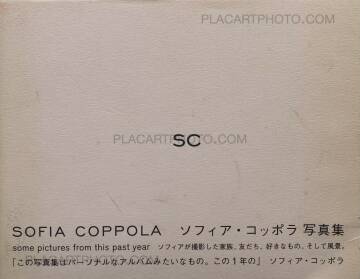 PLACARTPHOTO.COM
SC
PLACARTPHOTO.COM
SOFIA COPPOLA ソフィア・コッポラ 写真集
some pictures from this past year ソフィアが撮影した家族、友だち、好きなもの、そして風景。
「この写真集はパーソナルなアルバムみたいなもの。この1年の」 ソフィア・コッポラ
PLACARTPHOTO.COM